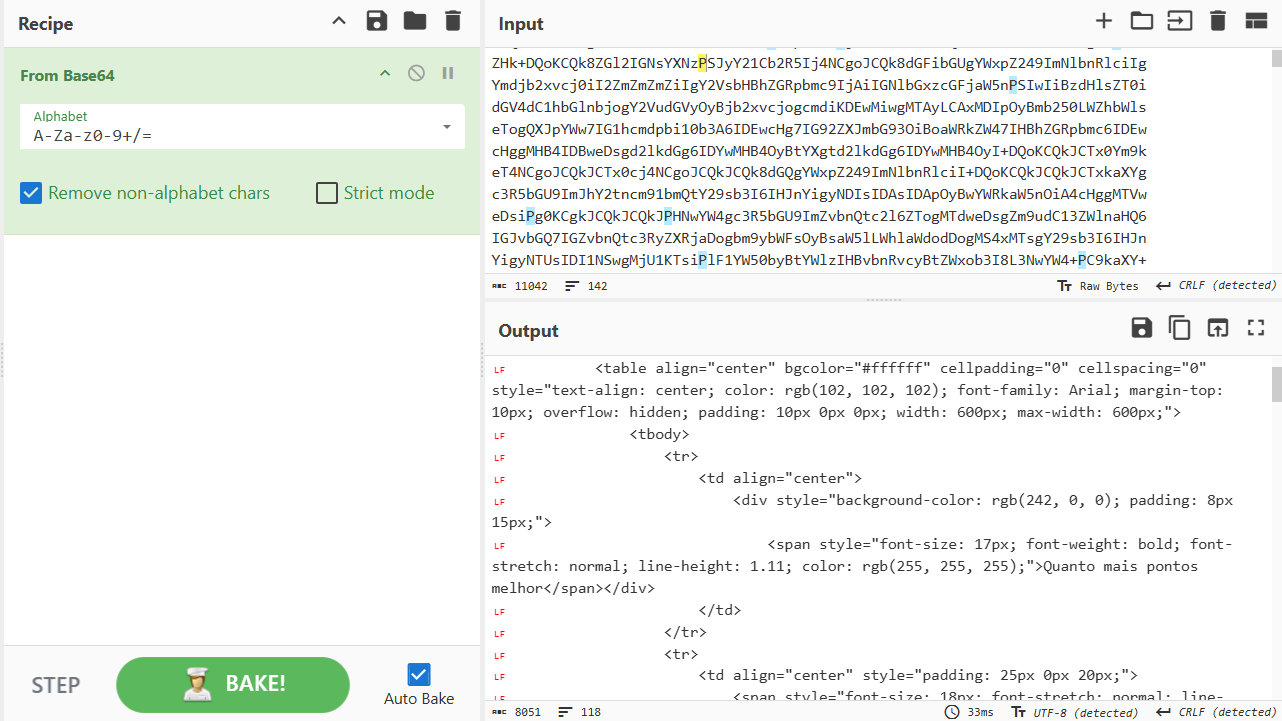 Recipe
From Base64
Alphabet
A-Za-z0-9+/=
Remove non-alphabet chars
Strict mode
STEP
BAKE!
Auto Bake
Input
ZHk+DQoKCQk8ZGl2IGNsYXNzPSJyY21Cb2R5Ij4NCgoJCQk8dGFibGUgYWxpZ249ImNlbnRlciIg
Ymdjb2xvcj0iI2ZmZmZmZiIgY2VsbHBhZGRpbmc9IjAiIGNlbGxzcGFjaW5nPSIwIiBzdHlsZT0i
dGV4dC1hbGlnbjogY2VudGVyOyBjb2xvcjogcmdiKDEwMiwgMTAyLCAxMDIpOyBmb250LWZhbWls
eTogQXJpYWw7IG1hcmdpbi10b3A6IDEwcHg7IG92ZXJmbG93OiBoaWRkZW47IHBhZGRpbmc6IDEw
cHggMHB4IDBweDsgd2lkdGg6IDYwMHB4OyBtYXgtd2lkdGg6IDYwMHB4OyI+DQoKCQkJCTx0Ym9k
eT4NCgoJCQkJCTx0cj4NCgoJCQkJCQk8dGQgYWxpZ249ImNlbnRlciI+DQoKCQkJCQkJCTxkaXYg
c3R5bGU9ImJhY2tncm91bmQtY29sb3I6IHJnYigyNDIsIDAsIDApOyBwYWRkaW5nOiA4cHggMTVw
eDsiPg0KCgkJCQkJCQkJPHNwYW4gc3R5bGU9ImZvbnQtc2l6ZTogMTdweDsgZm9udC13ZWlnaHQ6
IGJvbGQ7IGZvbnQtc3RyZXRjaDogbm9ybWFsOyBsaW5lLWhlaWdodDogMS4xMTsgY29sb3I6IHJn
YigyNTUsIDI1NSwgMjU1KTsiPlF1YW50byBtYWlzIHBvbnRvcyBtZWxob3I8L3NwYW4+PC9kaXY+
11042
142
Raw Bytes
CRLF (detected)
Output
LF <table align="center" bgcolor="#ffffff" cellpadding="0" cellspacing="0"
style="text-align: center; color: rgb(102, 102, 102); font-family: Arial; margin-top:
10px; overflow: hidden; padding: 10px 0px 0px; width: 600px; max-width: 600px;">
LF <tbody>
LF <tr>
LF <td align="center">
LF <div style="background-color: rgb(242, 0, 0); padding: 8px
15px;">
LF <span style="font-size: 17px; font-weight: bold; font-
stretch: normal; line-height: 1.11; color: rgb(255, 255, 255);">Quanto mais pontos
melhor</span></div>
LF </td>
LF </tr>
LF <tr>
LF <td align="center" style="padding: 25px 0px 20px;">
LF <span style="font-size: 18px; font-stretch: normal; line-
8051
118
33ms
UTF-8 (detected)
CRLF (detected)